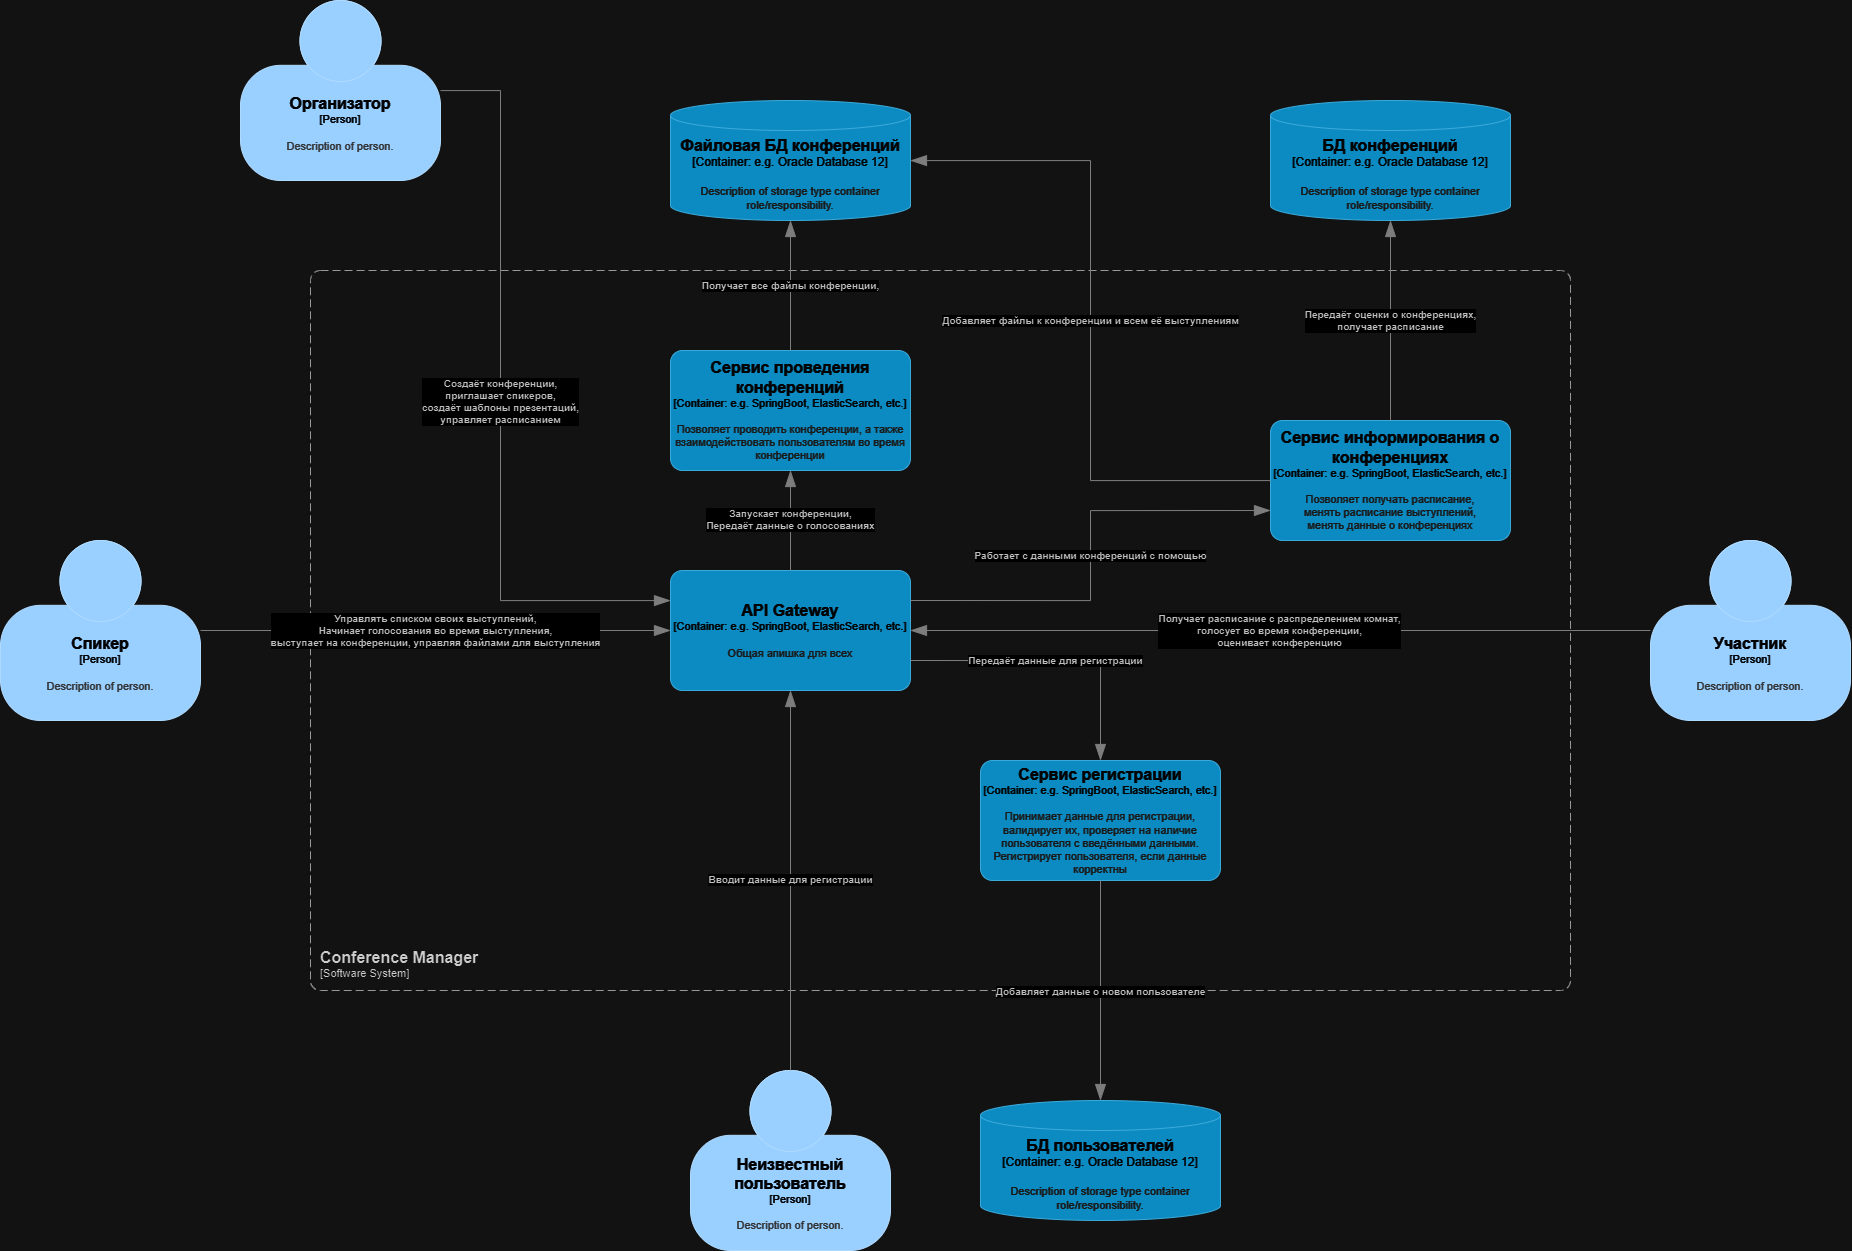 Организатор
[Person]
Description of person.
Файловая БД конференций
[Container: e.g. Oracle Database 12]
Description of storage type container
role/responsibility.
БД конференций
[Container: e.g. Oracle Database 12]
Description of storage type container
role/responsibility.
Получает все файлы конференции,
Добавляет файлы к конференции и всем её выступлениям
Передаёт оценки о конференциях,
получает расписание
Создаёт конференции,
приглашает спикеров,
создаёт шаблоны презентаций,
управляет расписанием
Сервис проведения
конференций
[Container: e.g. SpringBoot, ElasticSearch, etc.]
Позволяет проводить конференции, а также
взаимодействовать пользователям во время
конференции
Сервис информирования о
конференциях
[Container: e.g. SpringBoot, ElasticSearch, etc.]
Позволяет получать расписание,
менять расписание выступлений,
менять данные о конференциях
Запускает конференции,
Передаёт данные о голосованиях
Работает с данными конференций с помощью
Спикер
[Person]
Description of person.
Управлять списком своих выступлений,
Начинает голосования во время выступления,
выступает на конференции, управляя файлами для выступления
API Gateway
[Container: e.g. SpringBoot, ElasticSearch, etc.]
Общая апишка для всех
Получает расписание с распределением комнат,
голосует во время конференции,
оценивает конференцию
Участник
[Person]
Description of person.
Передаёт данные для регистрации
Сервис регистрации
[Container: e.g. SpringBoot, ElasticSearch, etc.]
Принимает данные для регистрации,
валидирует их, проверяет на наличие
пользователя с введёнными данными.
Регистрирует пользователя, если данные
корректны
Вводит данные для регистрации
Conference Manager
[Software System]
Добавляет данные о новом пользователе
Неизвестный
пользователь
[Person]
Description of person.
БД пользователей
[Container: e.g. Oracle Database 12]
Description of storage type container
role/responsibility.